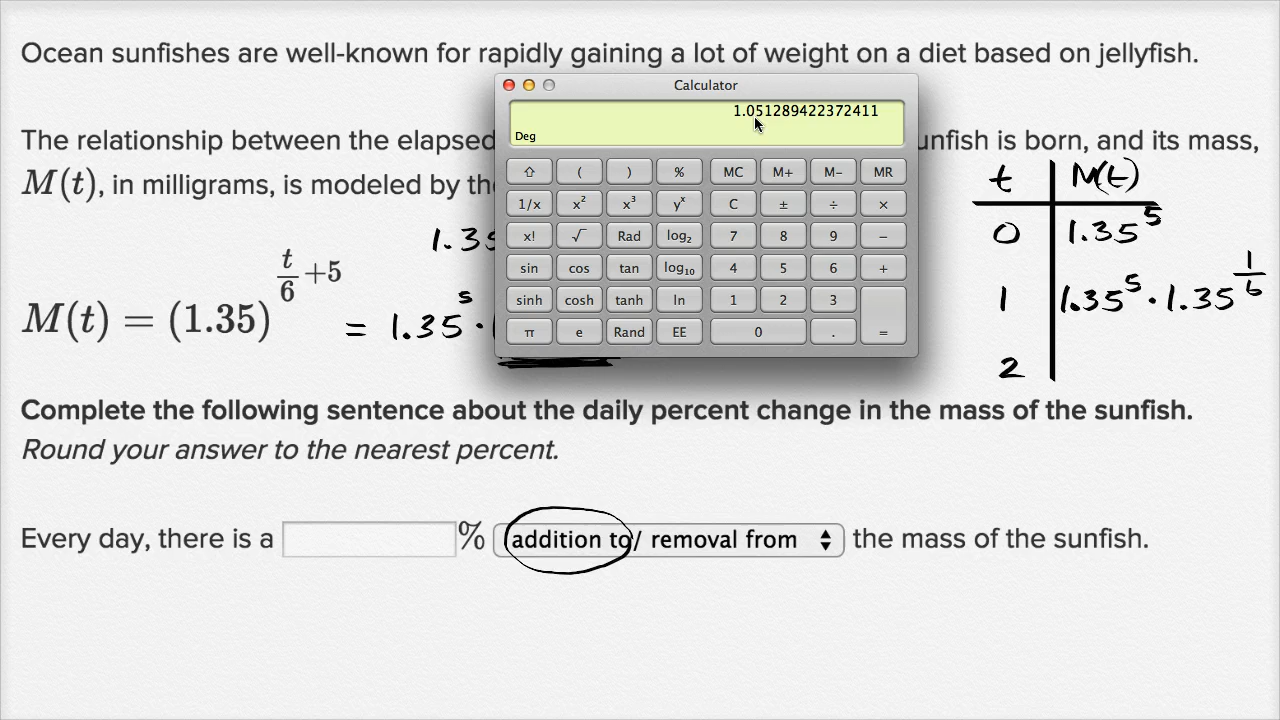 Ocean sunfishes are well-known for rapidly gaining a lot of weight on a diet based on jellyfish.
Calculator
1.051289422372411
Deg
The relationship between the elapsed unfish is born, and its mass,
M(t), in milligrams, is modeled by the
⇧ ( ) % MC M+ M− MR
1/x x² x³ yˣ C ± ÷ ×
x! √ Rad log₂ 7 8 9 −
sin cos tan log₁₀ 4 5 6 +
sinh cosh tanh ln 1 2 3
π e Rand EE 0 . =
t M(t)
0 1.35⁵
1 1.35⁵ · 1.35^(1/6)
2
1.35
M(t) = (1.35)^(t/6 + 5)
= 1.35⁵ ·
Complete the following sentence about the daily percent change in the mass of the sunfish.
Round your answer to the nearest percent.
Every day, there is a % addition to/ removal from the mass of the sunfish.